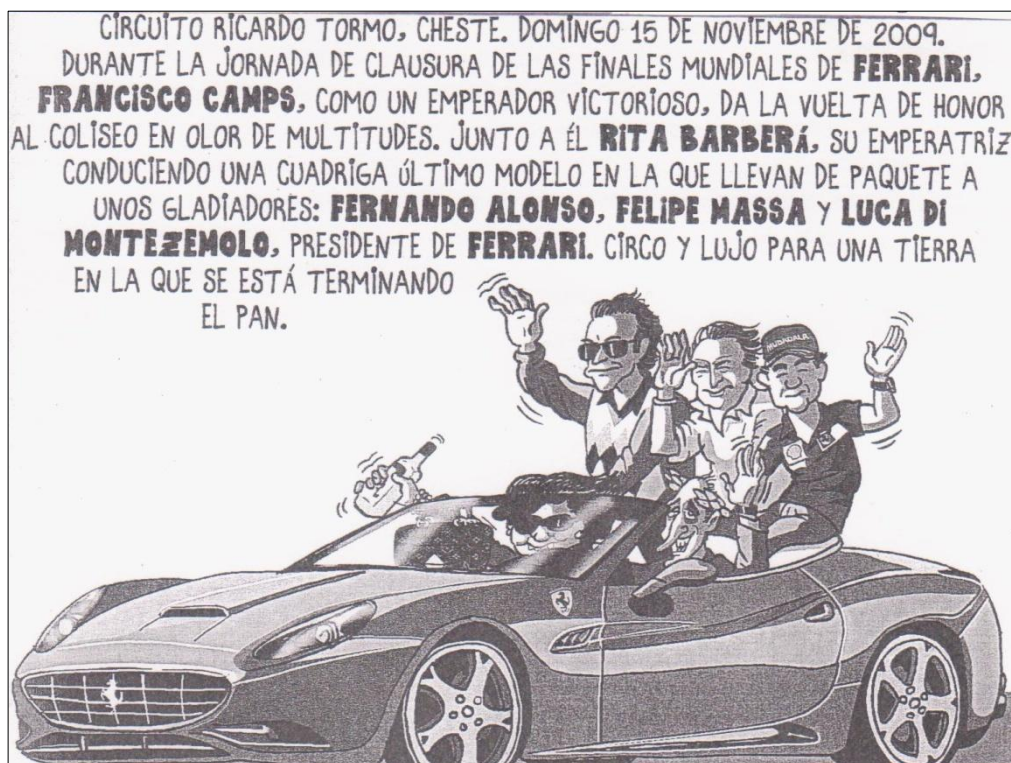 CIRCUITO RICARDO TORMO, CHESTE. DOMINGO 15 DE NOVIEMBRE DE 2009.
DURANTE LA JORNADA DE CLAUSURA DE LAS FINALES MUNDIALES DE FERRARI,
FRANCISCO CAMPS, COMO UN EMPERADOR VICTORIOSO, DA LA VUELTA DE HONOR
AL COLISEO EN OLOR DE MULTITUDES. JUNTO A ÉL RITA BARBERÁ, SU EMPERATRIZ
CONDUCIENDO UNA CUADRIGA ÚLTIMO MODELO EN LA QUE LLEVAN DE PAQUETE A
UNOS GLADIADORES: FERNANDO ALONSO, FELIPE MASSA Y LUCA DI
MONTEZEMOLO, PRESIDENTE DE FERRARI. CIRCO Y LUJO PARA UNA TIERRA
EN LA QUE SE ESTÁ TERMINANDO
EL PAN.
MUBADALA